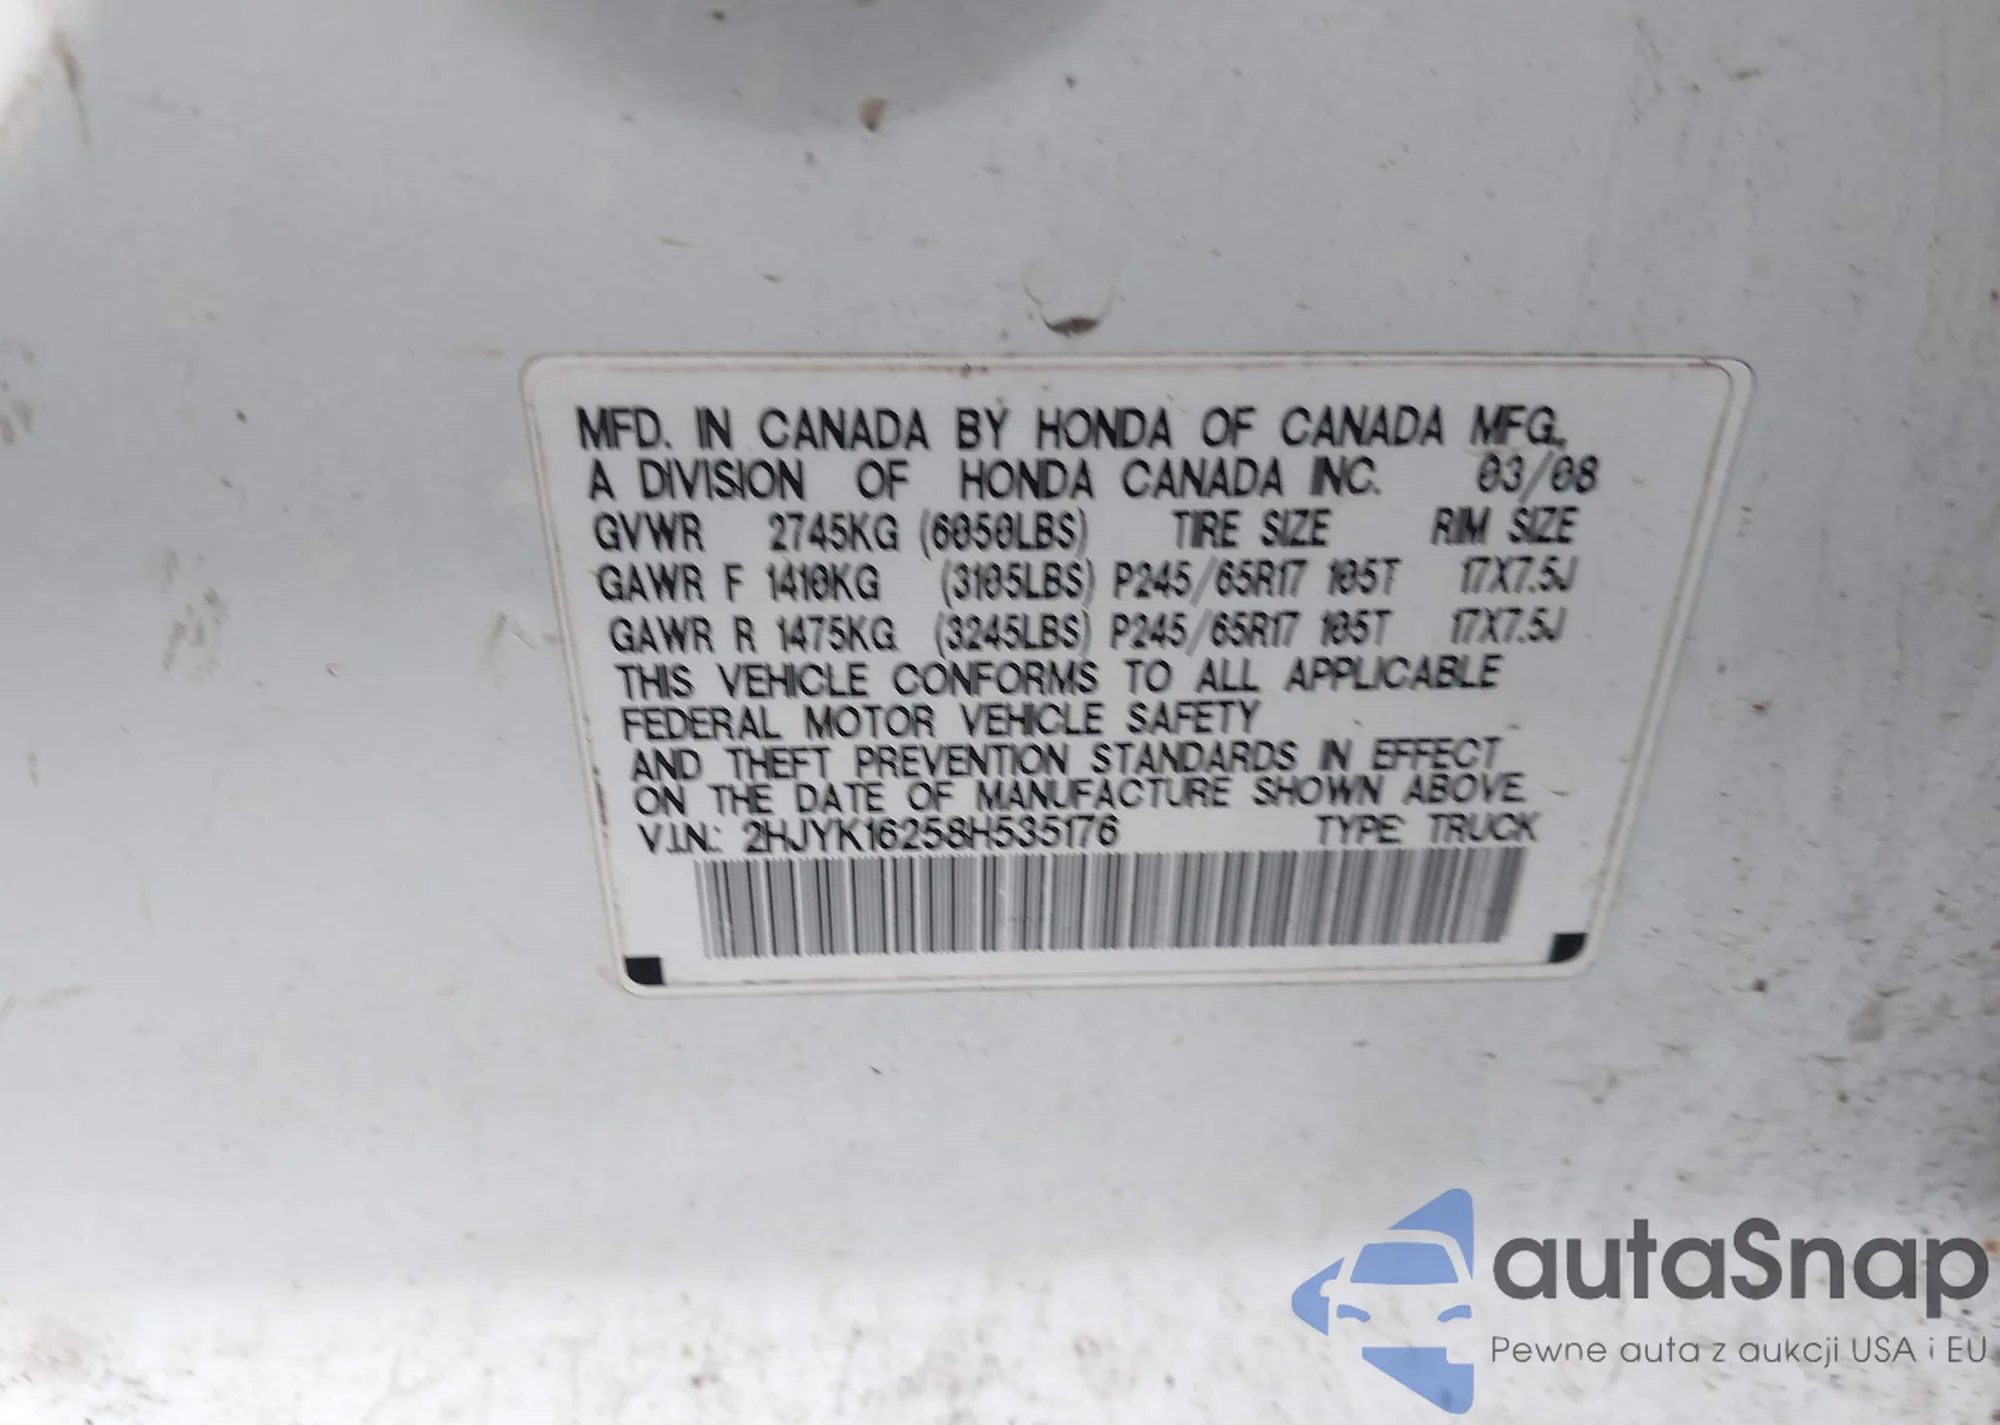 MFD. IN CANADA BY HONDA OF CANADA MFG.,
A DIVISION OF HONDA CANADA INC. 03/08
GVWR 2745KG (6050LBS) TIRE SIZE RIM SIZE
GAWR F 1410KG (3105LBS) P245/65R17 105T 17X7.5J
GAWR R 1475KG (3245LBS) P245/65R17 105T 17X7.5J
THIS VEHICLE CONFORMS TO ALL APPLICABLE
FEDERAL MOTOR VEHICLE SAFETY
AND THEFT PREVENTION STANDARDS IN EFFECT
ON THE DATE OF MANUFACTURE SHOWN ABOVE.
V.I.N.: 2HJYK16258H535176 TYPE: TRUCK
autaSnap
Pewne auta z aukcji USA i EU